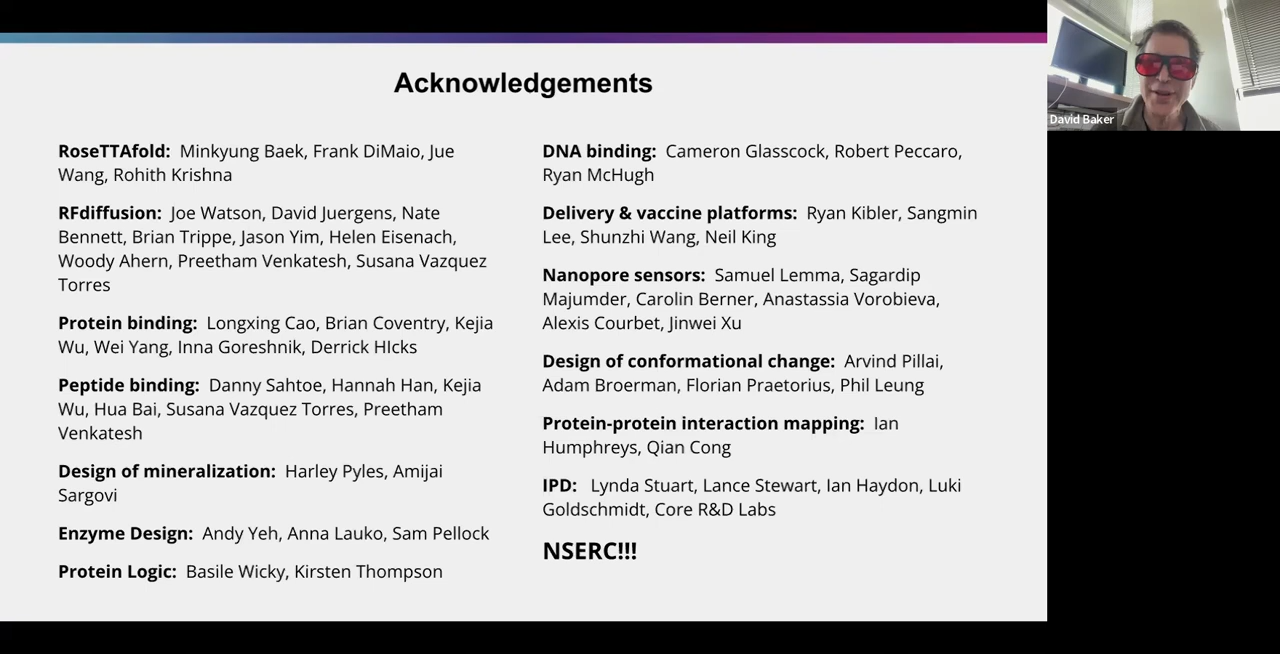 Acknowledgements
RoseTTAfold: Minkyung Baek, Frank DiMaio, Jue
Wang, Rohith Krishna
RFdiffusion: Joe Watson, David Juergens, Nate
Bennett, Brian Trippe, Jason Yim, Helen Eisenach,
Woody Ahern, Preetham Venkatesh, Susana Vazquez
Torres
Protein binding: Longxing Cao, Brian Coventry, Kejia
Wu, Wei Yang, Inna Goreshnik, Derrick HIcks
Peptide binding: Danny Sahtoe, Hannah Han, Kejia
Wu, Hua Bai, Susana Vazquez Torres, Preetham
Venkatesh
Design of mineralization: Harley Pyles, Amijai
Sargovi
Enzyme Design: Andy Yeh, Anna Lauko, Sam Pellock
Protein Logic: Basile Wicky, Kirsten Thompson
DNA binding: Cameron Glasscock, Robert Peccaro,
Ryan McHugh
Delivery & vaccine platforms: Ryan Kibler, Sangmin
Lee, Shunzhi Wang, Neil King
Nanopore sensors: Samuel Lemma, Sagardip
Majumder, Carolin Berner, Anastassia Vorobieva,
Alexis Courbet, Jinwei Xu
Design of conformational change: Arvind Pillai,
Adam Broerman, Florian Praetorius, Phil Leung
Protein-protein interaction mapping: Ian
Humphreys, Qian Cong
IPD: Lynda Stuart, Lance Stewart, Ian Haydon, Luki
Goldschmidt, Core R&D Labs
NSERC!!!
David Baker